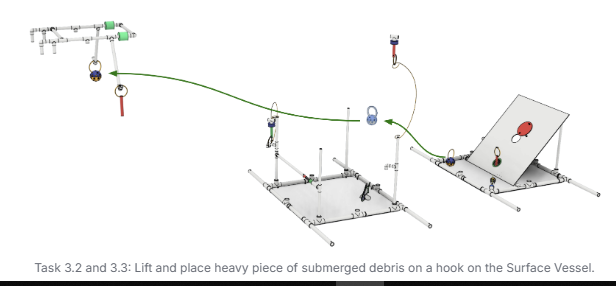 Task 3.2 and 3.3: Lift and place heavy piece of submerged debris on a hook on the Surface Vessel.